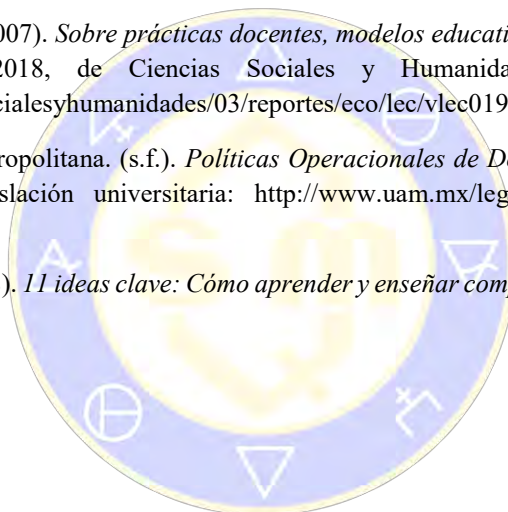 007). Sobre prácticas docentes, modelos educati
2018, de Ciencias Sociales y Humanida
cialesyhumanidades/03/reportes/eco/lec/vlec019
ropolitana. (s.f.). Políticas Operacionales de D
slación universitaria: http://www.uam.mx/leg
). 11 ideas clave: Cómo aprender y enseñar com